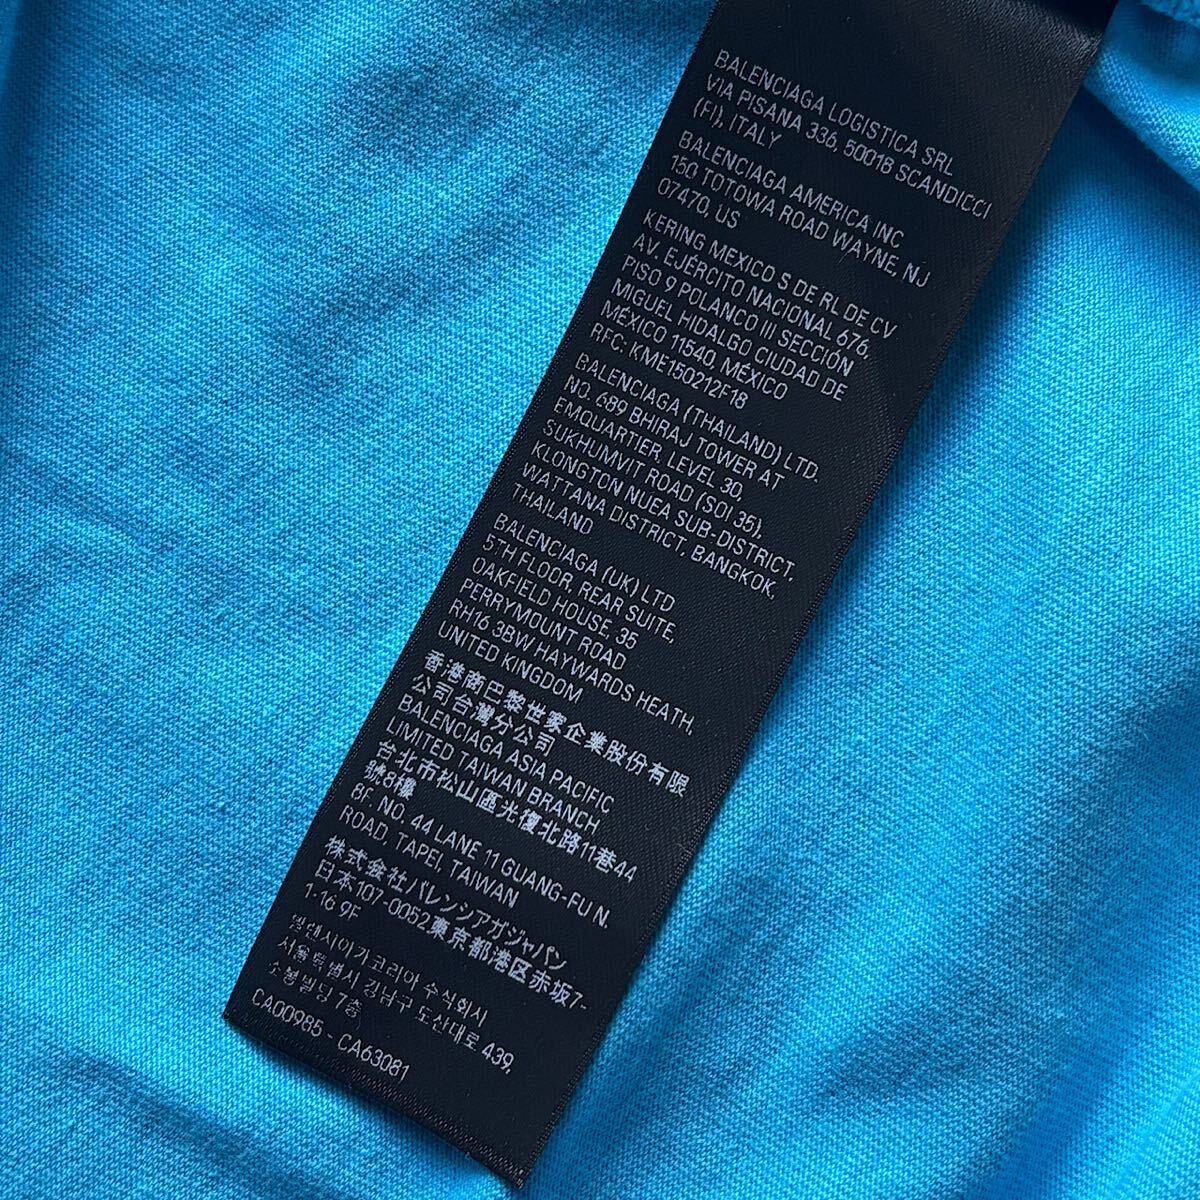 BALENCIAGA LOGISTICA SRL
VIA PISANA 336, 50018 SCANDICCI
(FI), ITALY
BALENCIAGA AMERICA INC
150 TOTOWA ROAD WAYNE, NJ
07470, US
KERING MEXICO S DE RL DE CV
AV. EJÉRCITO NACIONAL 676,
PISO 9 POLANCO III SECCIÓN
MIGUEL HIDALGO CIUDAD DE
MÉXICO 11540, MÉXICO
RFC: KME150212F18
BALENCIAGA (THAILAND) LTD.
NO. 689 BHIRAJ TOWER AT
EMQUARTIER, LEVEL 30,
SUKHUMVIT ROAD (SOI 35),
KLONGTON NUEA SUB-DISTRICT,
WATTANA DISTRICT, BANGKOK,
THAILAND
BALENCIAGA (UK) LTD
5TH FLOOR, REAR SUITE,
OAKFIELD HOUSE, 35
PERRYMOUNT ROAD
RH16 3BW HAYWARDS HEATH,
UNITED KINGDOM
香港商巴黎世家企業股份有限
公司台灣分公司
BALENCIAGA ASIA PACIFIC
LIMITED TAIWAN BRANCH
台北市松山區光復北路11巷44
號8樓
8F. NO. 44 LANE 11 GUANG-FU N.
ROAD, TAPEI, TAIWAN
株式会社バレンシアガジャパン
日本107-0052東京都港区赤坂7-
1-16 9F
발렌시아가코리아 주식회사
서울특별시 강남구 도산대로 439,
소봉빌딩 7층
CA00985 - CA63081